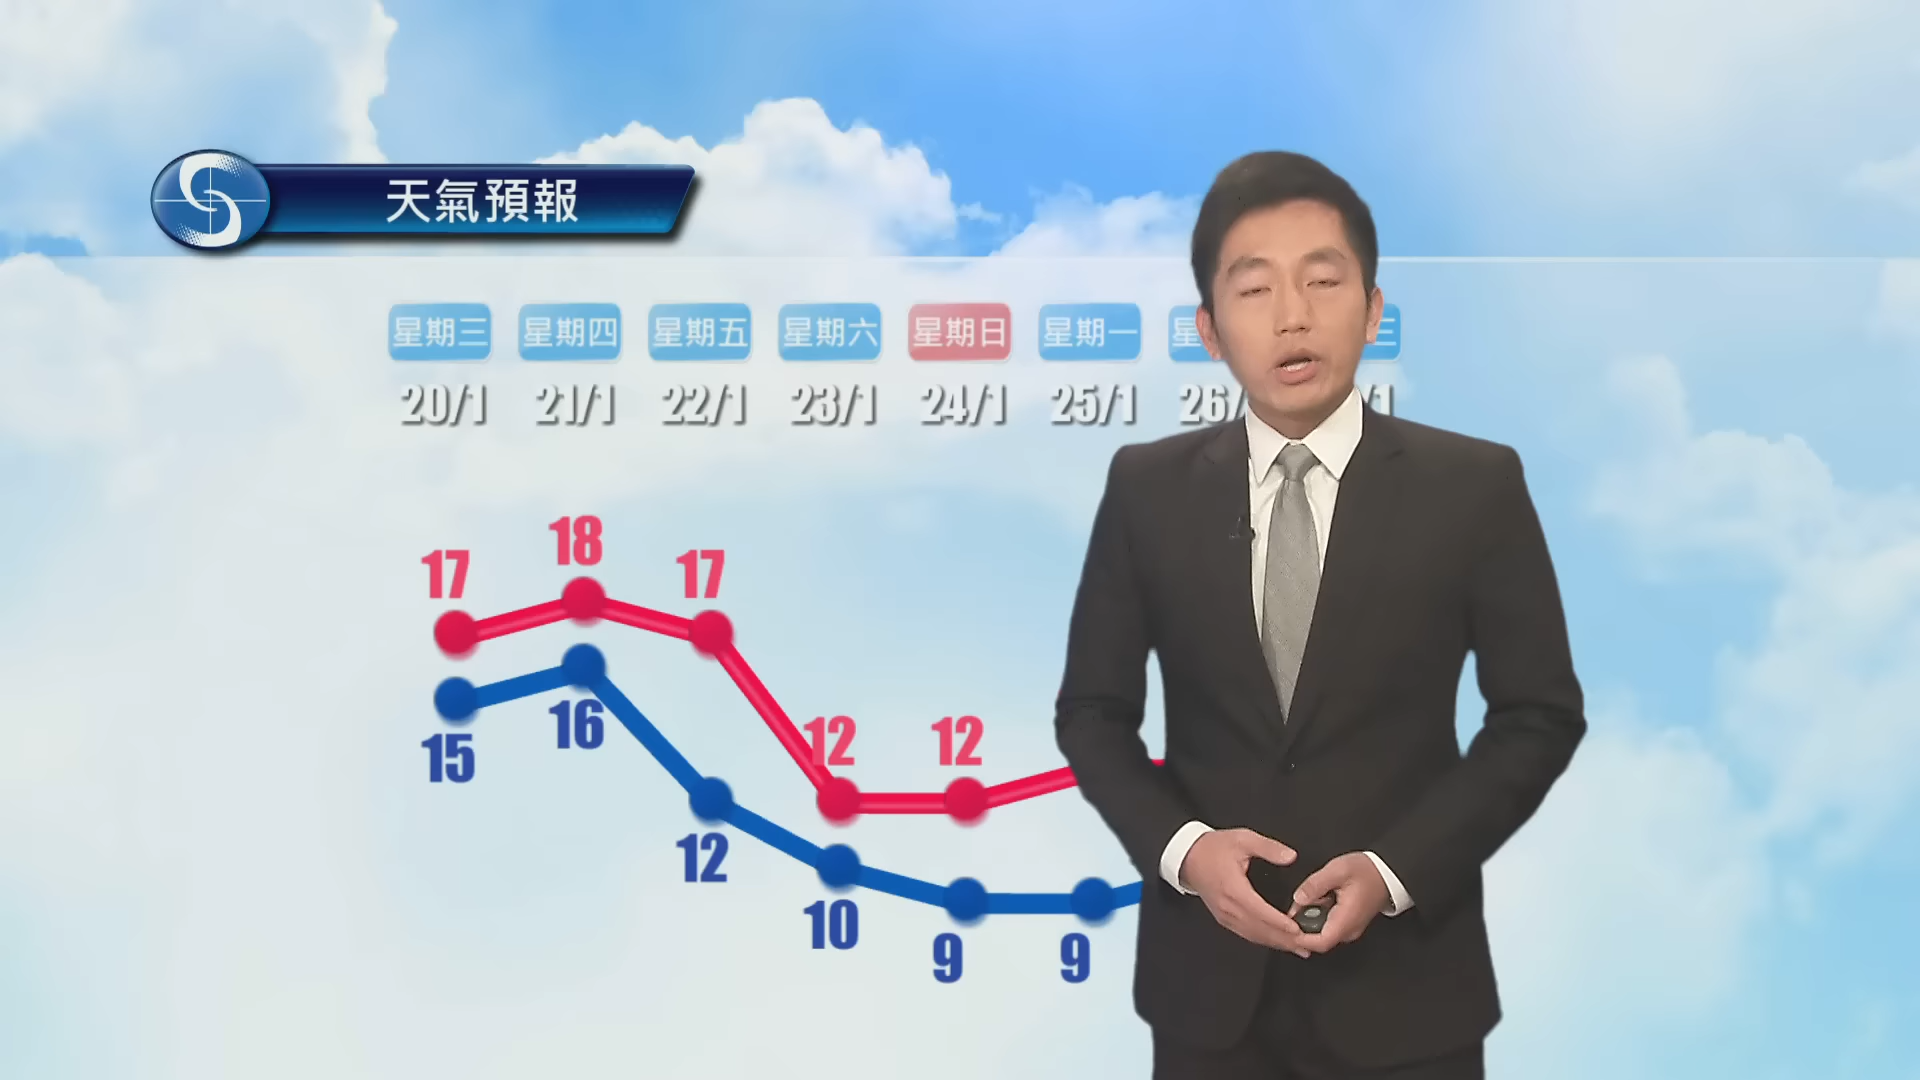 天氣預報
星期三 星期四 星期五 星期六 星期日 星期一
20/1 21/1 22/1 23/1 24/1 25/1 26/
17 18 17 12 12
15 16 12 10 9 9